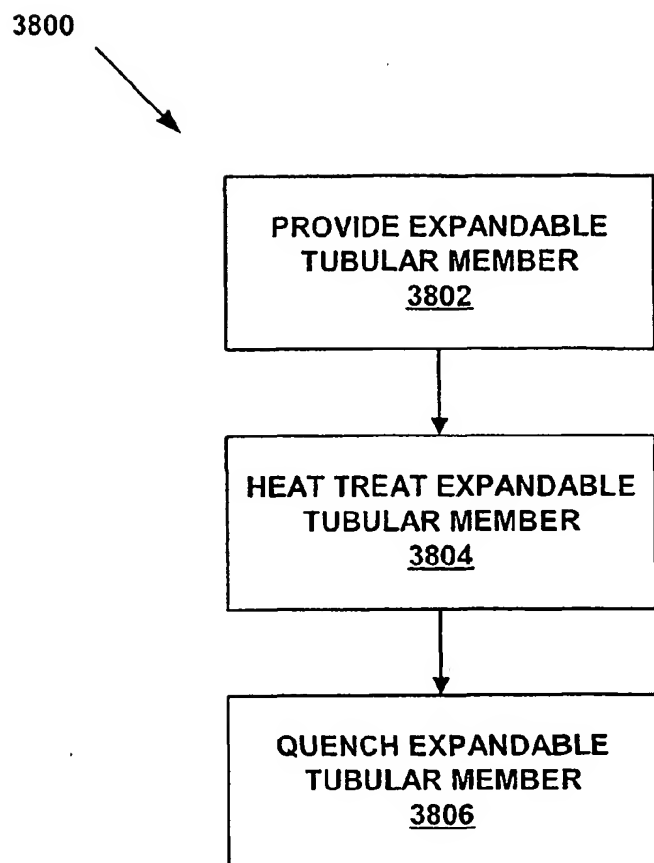 3800
PROVIDE EXPANDABLE
TUBULAR MEMBER
3802
HEAT TREAT EXPANDABLE
TUBULAR MEMBER
3804
QUENCH EXPANDABLE
TUBULAR MEMBER
3806